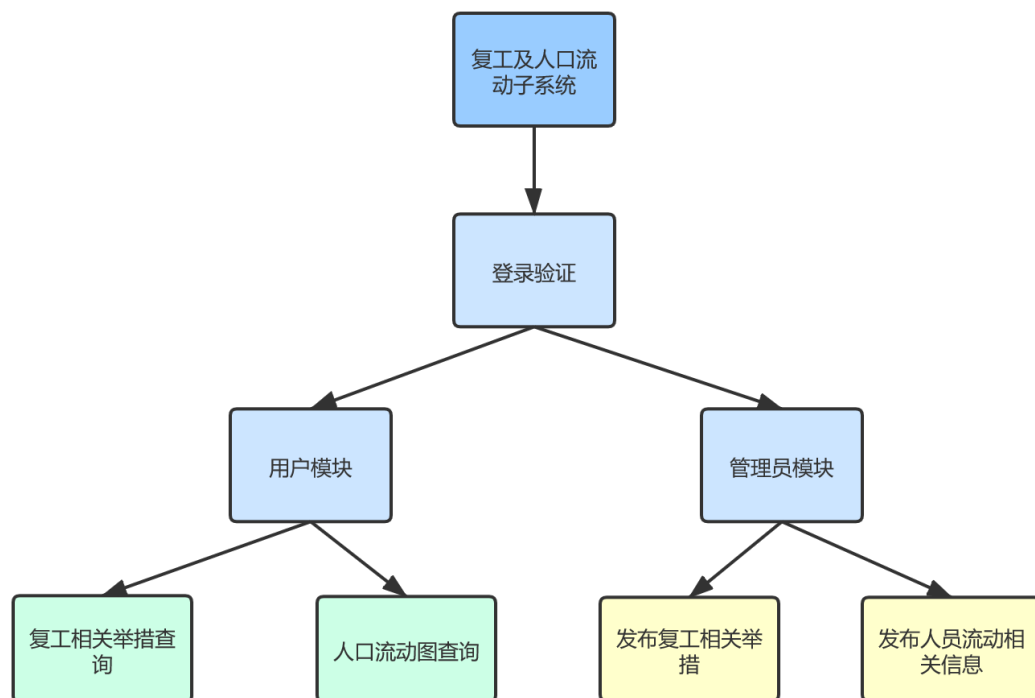 复工及人口流
动子系统
登录验证
用户模块
管理员模块
复工相关举措查
询
人口流动图查询
发布复工相关举
措
发布人员流动相
关信息